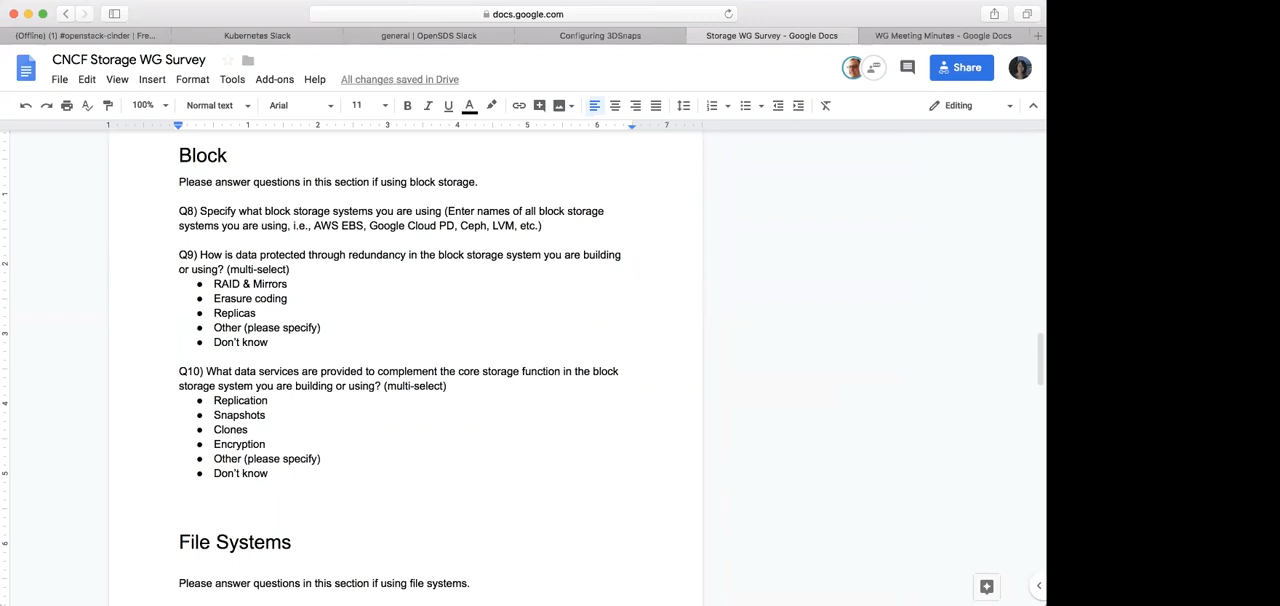 docs.google.com
(Offline) (1) #openstack-cinder | Fre...
Kubernetes Slack
general | OpenSDS Slack
Configuring 3DSnaps
Storage WG Survey - Google Docs
WG Meeting Minutes - Google Docs
CNCF Storage WG Survey
File Edit View Insert Format Tools Add-ons Help All changes saved in Drive
Share
100% Normal text Arial 11 B I U A Editing
1 1 2 3 4 5 6 7
Block
Please answer questions in this section if using block storage.
Q8) Specify what block storage systems you are using (Enter names of all block storage
systems you are using, i.e., AWS EBS, Google Cloud PD, Ceph, LVM, etc.)
Q9) How is data protected through redundancy in the block storage system you are building
or using? (multi-select)
● RAID & Mirrors
● Erasure coding
● Replicas
● Other (please specify)
● Don't know
Q10) What data services are provided to complement the core storage function in the block
storage system you are building or using? (multi-select)
● Replication
● Snapshots
● Clones
● Encryption
● Other (please specify)
● Don't know
File Systems
Please answer questions in this section if using file systems.